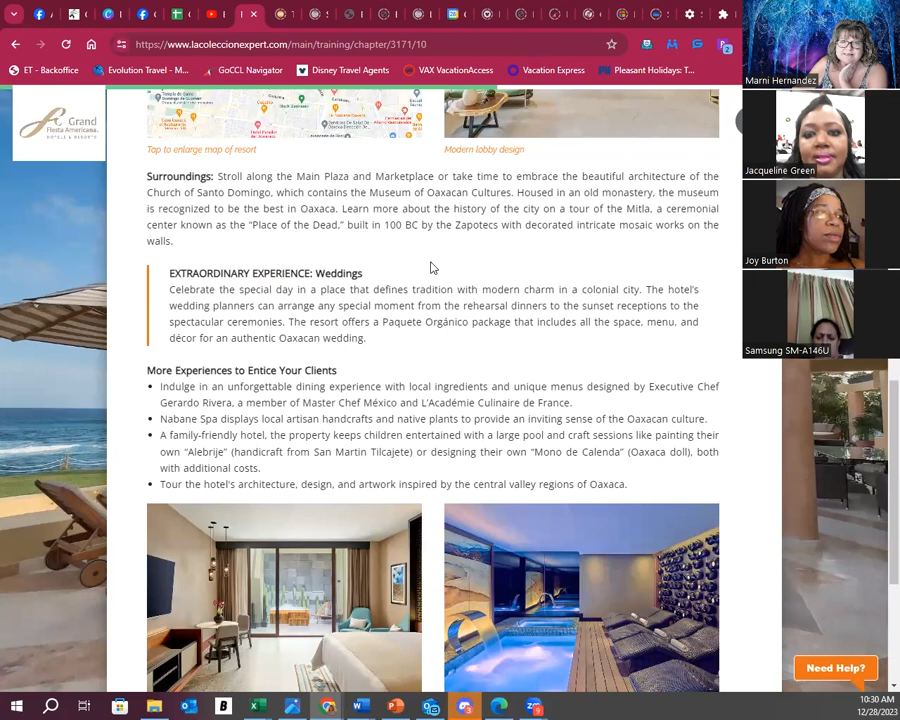 https://www.lacoleccionexpert.com/main/training/chapter/3171/10
ET - Backoffice
Evolution Travel - M...
GoCCL Navigator
Disney Travel Agents
VAX VacationAccess
Vacation Express
Pleasant Holidays: T...
Marni Hernandez
Jacqueline Green
Joy Burton
Samsung SM-A146U
Grand
Fiesta Americana.
HOTELS & RESORTS
Tap to enlarge map of resort
Modern lobby design
Surroundings: Stroll along the Main Plaza and Marketplace or take time to embrace the beautiful architecture of the
Church of Santo Domingo, which contains the Museum of Oaxacan Cultures. Housed in an old monastery, the museum
is recognized to be the best in Oaxaca. Learn more about the history of the city on a tour of the Mitla, a ceremonial
center known as the “Place of the Dead,” built in 100 BC by the Zapotecs with decorated intricate mosaic works on the
walls.
EXTRAORDINARY EXPERIENCE: Weddings
Celebrate the special day in a place that defines tradition with modern charm in a colonial city. The hotel’s
wedding planners can arrange any special moment from the rehearsal dinners to the sunset receptions to the
spectacular ceremonies. The resort offers a Paquete Orgánico package that includes all the space, menu, and
décor for an authentic Oaxacan wedding.
More Experiences to Entice Your Clients
• Indulge in an unforgettable dining experience with local ingredients and unique menus designed by Executive Chef
Gerardo Rivera, a member of Master Chef México and L’Académie Culinaire de France.
• Nabane Spa displays local artisan handcrafts and native plants to provide an inviting sense of the Oaxacan culture.
• A family-friendly hotel, the property keeps children entertained with a large pool and craft sessions like painting their
own “Alebrije” (handicraft from San Martin Tilcajete) or designing their own “Mono de Calenda” (Oaxaca doll), both
with additional costs.
• Tour the hotel's architecture, design, and artwork inspired by the central valley regions of Oaxaca.
Need Help?
10:30 AM
12/28/2023